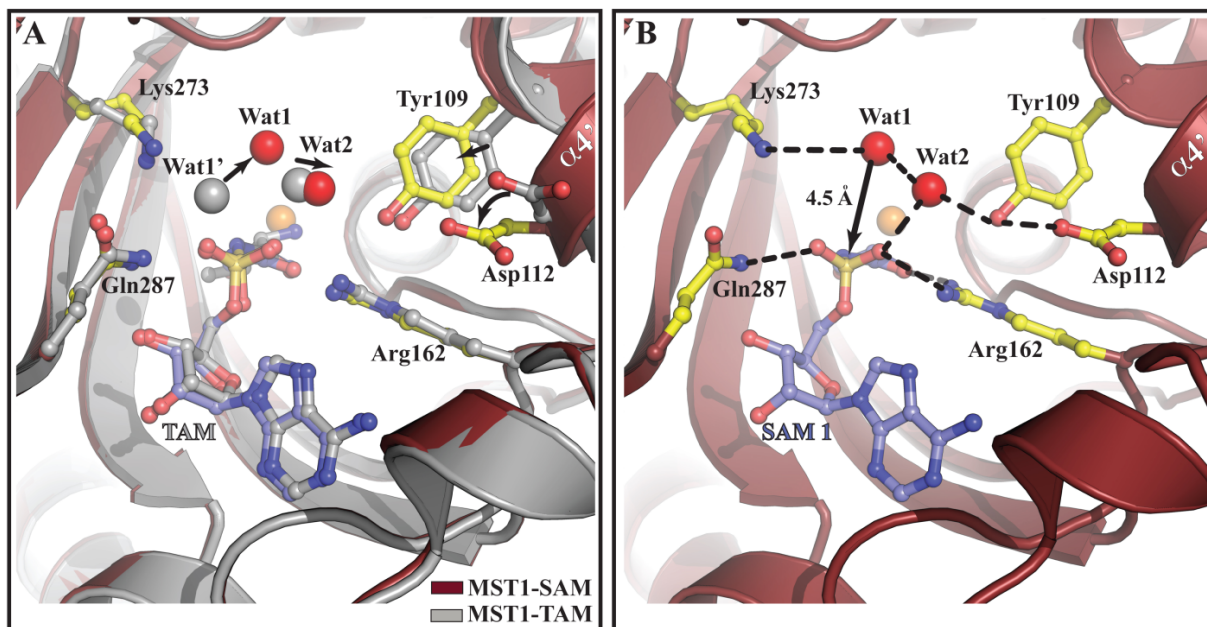 A
Lys273
Wat1
Tyr109
Wat1'
Wat2
α4'
Gln287
Asp112
Arg162
TAM
MST1-SAM
MST1-TAM
B
Lys273
Wat1
Tyr109
Wat2
α4'
4.5 Å
Gln287
Asp112
Arg162
SAM 1